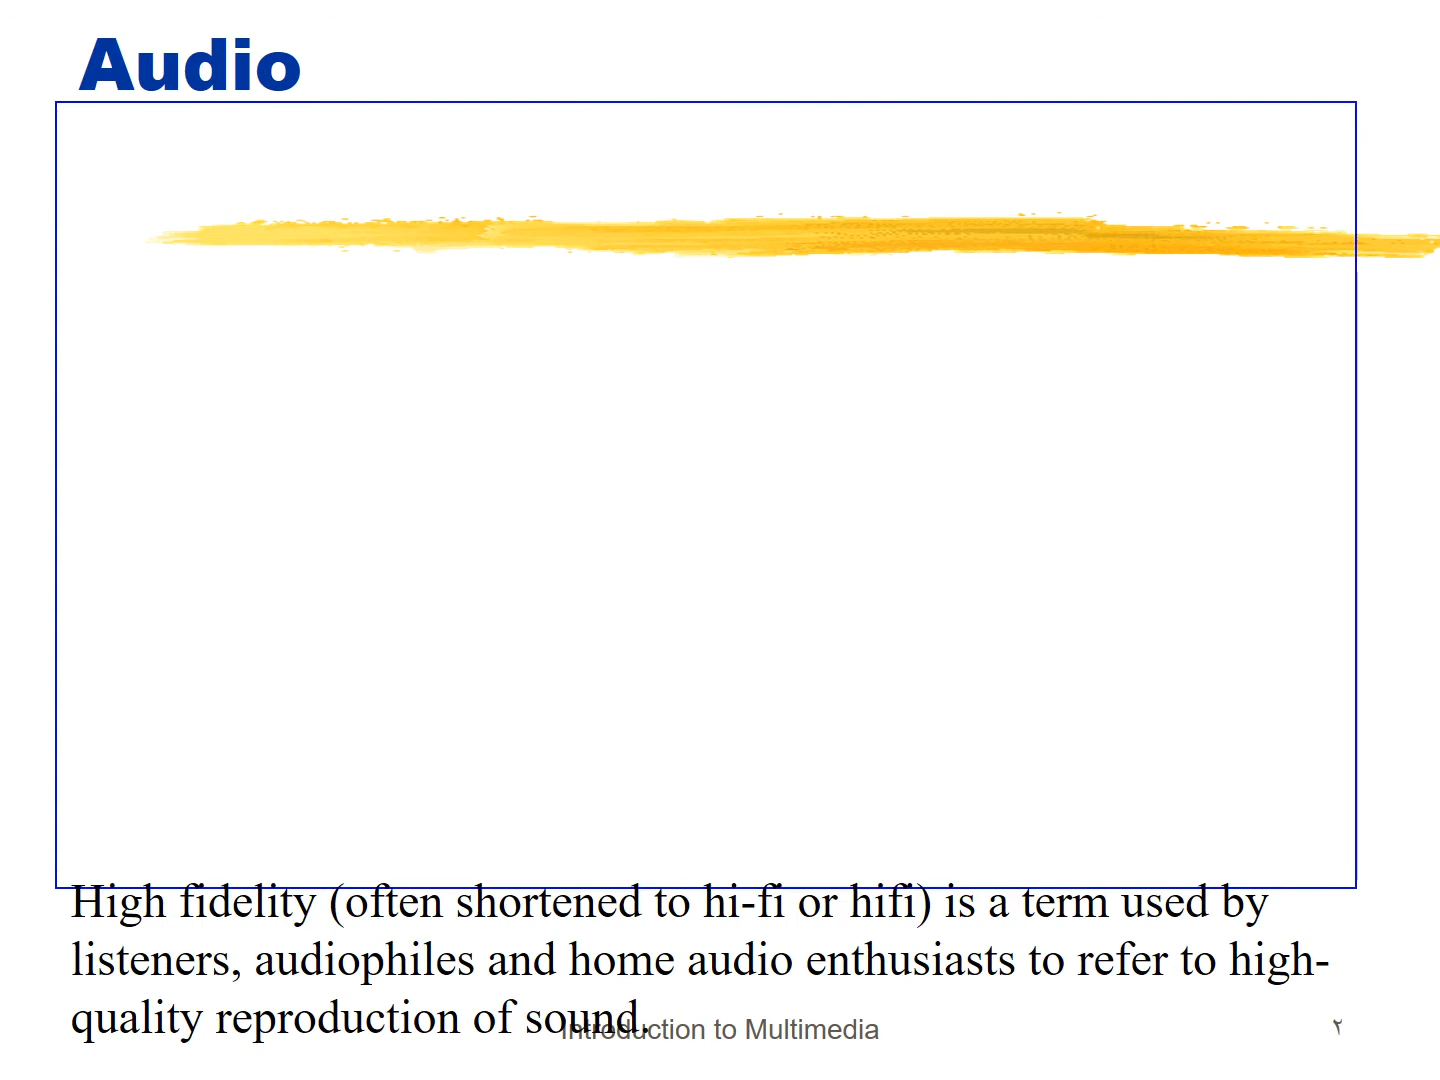 Audio
High fidelity (often shortened to hi-fi or hifi) is a term used by
listeners, audiophiles and home audio enthusiasts to refer to high-
quality reproduction of sound.
Introduction to Multimedia
٢